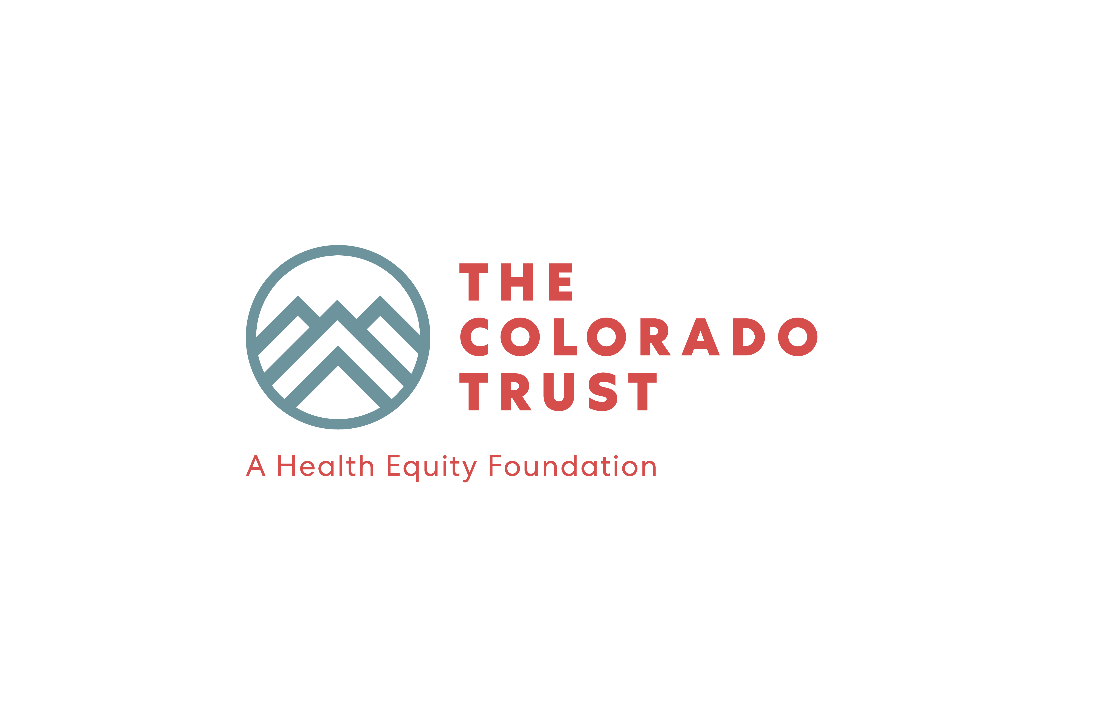 THE
COLORADO
TRUST
A Health Equity Foundation